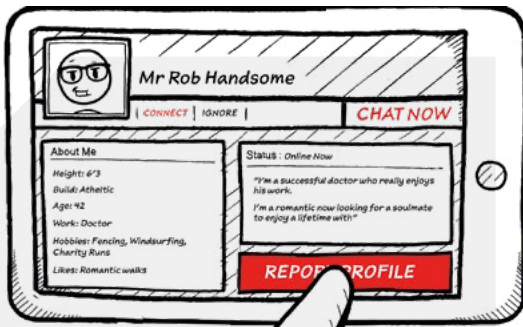 Mr Rob Handsome
| CONNECT | IGNORE |
CHAT NOW
About Me
Height: 6'3
Build: Atheltic
Age: 42
Work: Doctor
Hobbies: Fencing, Windsurfing,
Charity Runs
Likes: Romantic walks
Status : Online Now
"I'm a successful doctor who really enjoys
his work.
I'm a romantic now looking for a soulmate
to enjoy a lifetime with"
REPORT PROFILE